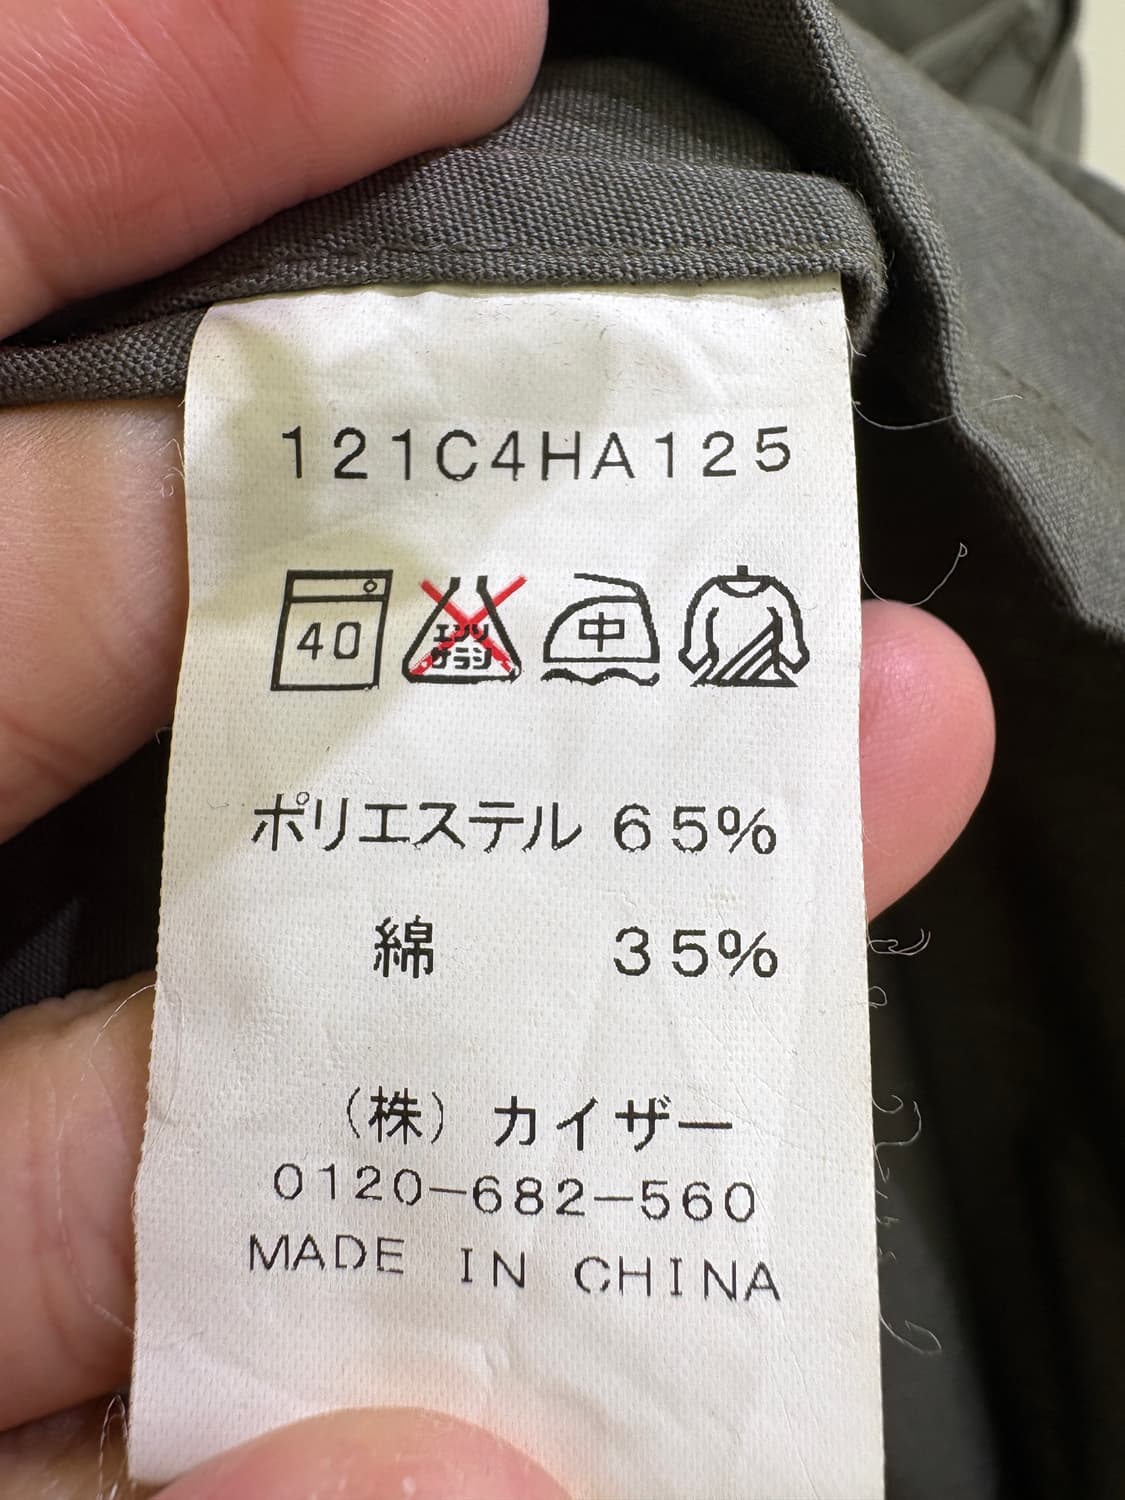 121C4HA125
40 エンソ サラシ 中
ポリエステル 65%
綿 35%
(株) カイザー
0120-682-560
MADE IN CHINA